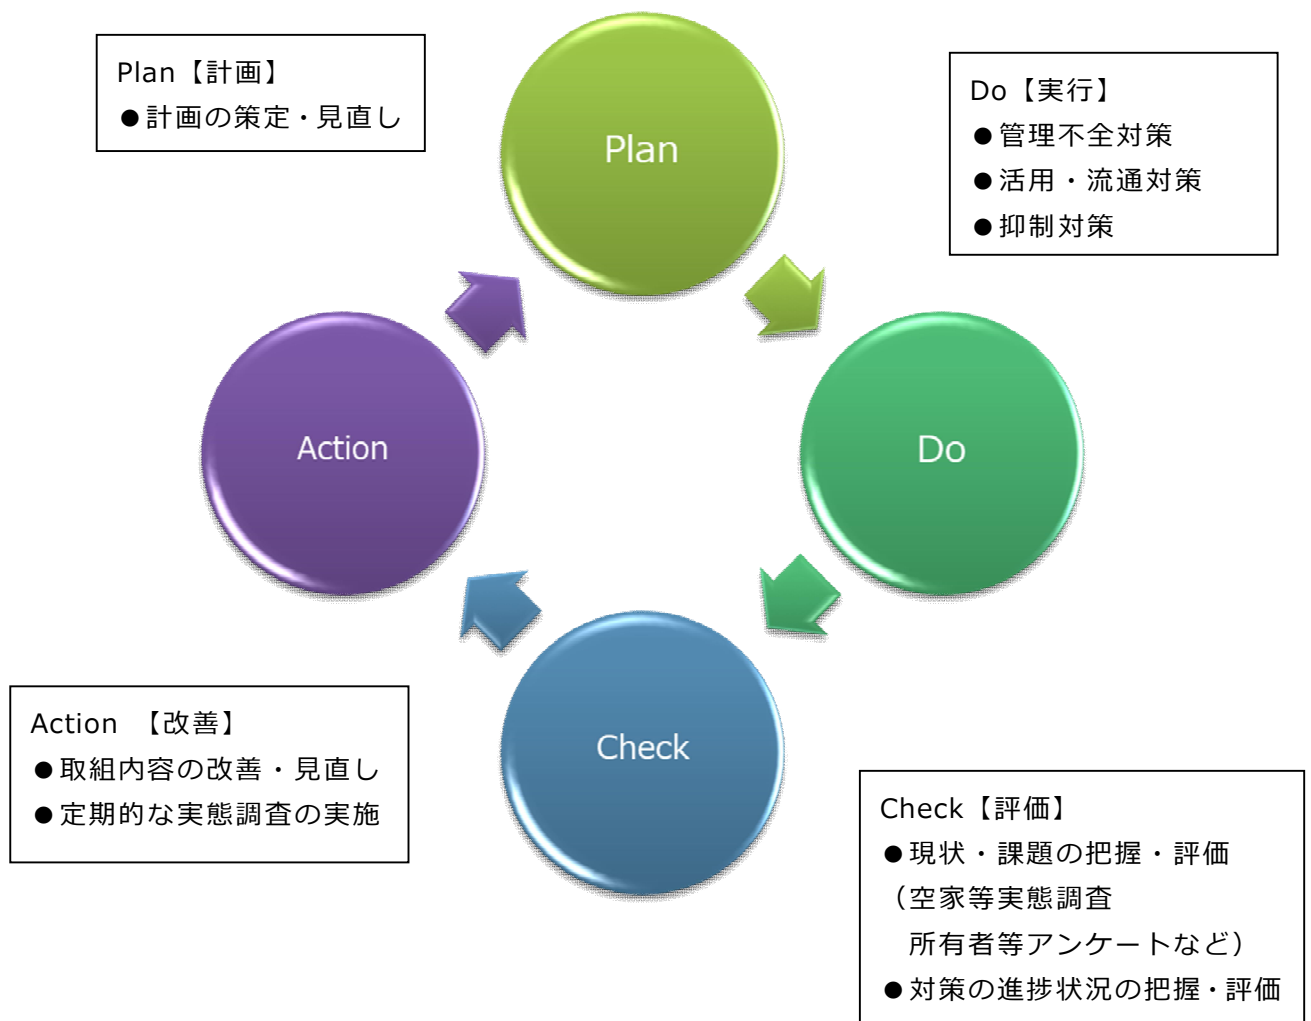 Plan【計画】
●計画の策定・見直し
Plan
Do【実行】
●管理不全対策
●活用・流通対策
●抑制対策
Action
Do
Check
Action 【改善】
●取組内容の改善・見直し
●定期的な実態調査の実施
Check【評価】
●現状・課題の把握・評価
（空家等実態調査
所有者等アンケートなど）
●対策の進捗状況の把握・評価